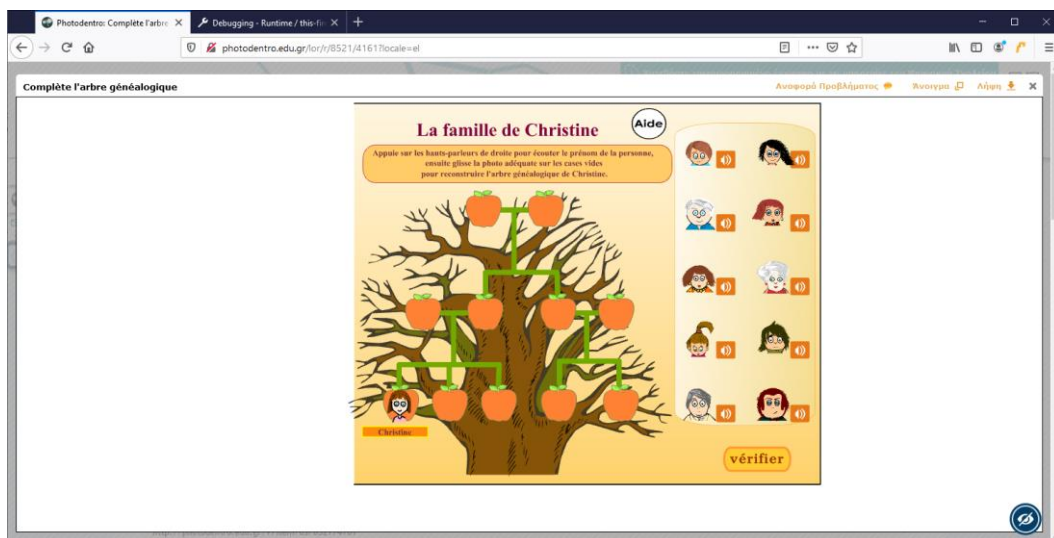 Photodentro: Complète l'arbre
Debugging - Runtime / this-fir
photodentro.edu.gr/lor/r/8521/4161?locale=el
Complète l'arbre généalogique
Αναφορά Προβλήματος
Άνοιγμα
Λήψη
La famille de Christine
Aide
Appuie sur les hauts-parleurs de droite pour écouter le prénom de la personne,
ensuite glisse la photo adéquate sur les cases vides
pour reconstruire l'arbre généalogique de Christine.
Christine
vérifier